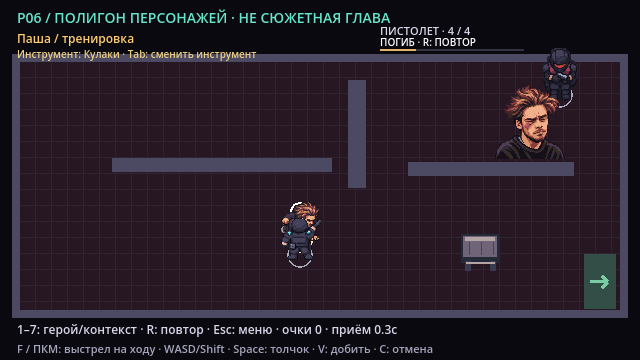 P06 / ПОЛИГОН ПЕРСОНАЖЕЙ · НЕ СЮЖЕТНАЯ ГЛАВА
Паша / тренировка
ПИСТОЛЕТ · 4 / 4
ПОГИБ · R: ПОВТОР
Инструмент: Кулаки · Tab: сменить инструмент
→
1–7: герой/контекст · R: повтор · Esc: меню · очки 0 · приём 0.3с
F / ПКМ: выстрел на ходу · WASD/Shift · Space: толчок · V: добить · C: отмена